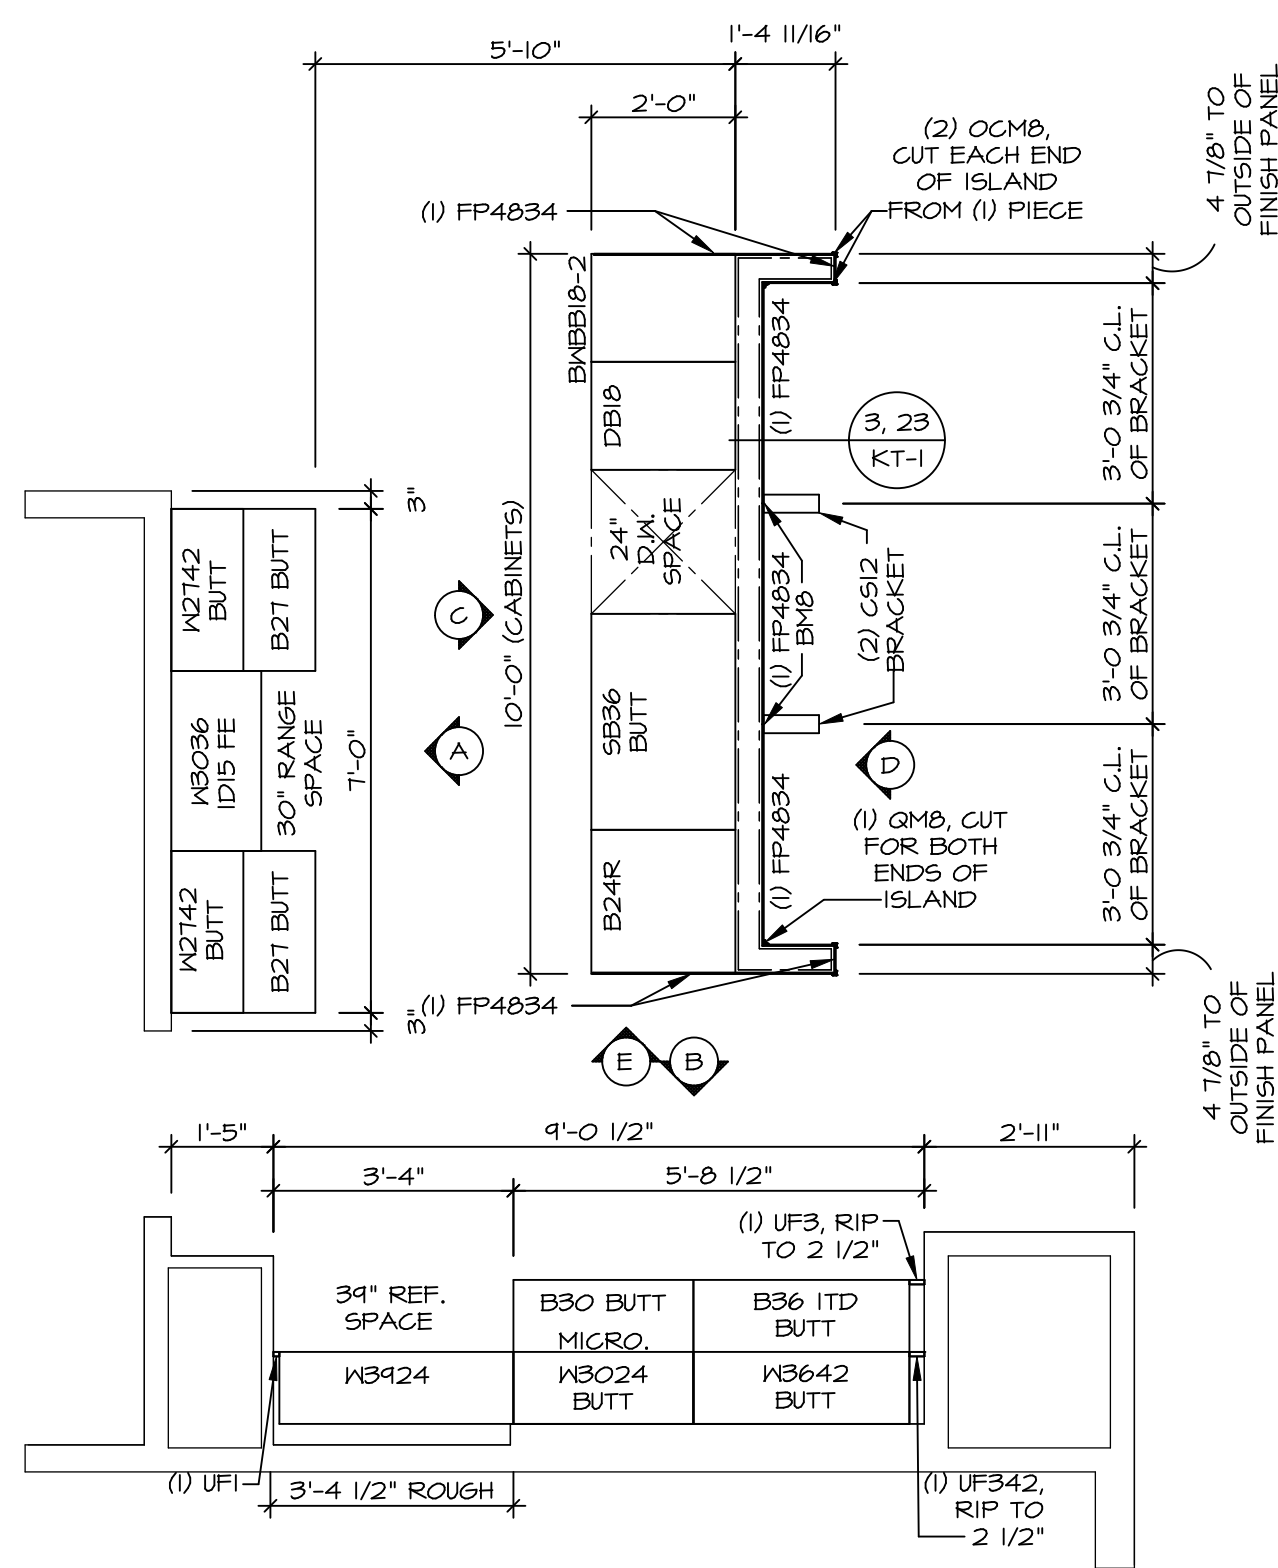 1'-4 11/16"
5'-10"
2'-0"
(2) OCM8,
CUT EACH END
OF ISLAND
FROM (1) PIECE
4 7/8" TO
OUTSIDE OF
FINISH PANEL
(1) FP4834
BWBB18-2
(1) FP4834
3'-0 3/4" C.L.
OF BRACKET
DB18
3, 23
KT-1
3"
10'-0" (CABINETS)
24"
D.W.
SPACE
W2742
BUTT
B27 BUTT
C
(1) FP4834
BM8
(2) CS12
BRACKET
3'-0 3/4" C.L.
OF BRACKET
W3036
1D15 FE
30" RANGE
SPACE
7'-0"
A
SB36
BUTT
D
(1) FP4834
(1) QM8, CUT
FOR BOTH
ENDS OF
ISLAND
3'-0 3/4" C.L.
OF BRACKET
W2742
BUTT
B27 BUTT
B24R
3"
(1) FP4834
4 7/8" TO
OUTSIDE OF
FINISH PANEL
E
B
1'-5"
9'-0 1/2"
2'-11"
3'-4"
5'-8 1/2"
(1) UF3, RIP
TO 2 1/2"
39" REF.
SPACE
B30 BUTT
MICRO.
B36 1TD
BUTT
W3924
W3024
BUTT
W3642
BUTT
(1) UF1
3'-4 1/2" ROUGH
(1) UF342,
RIP TO
2 1/2"